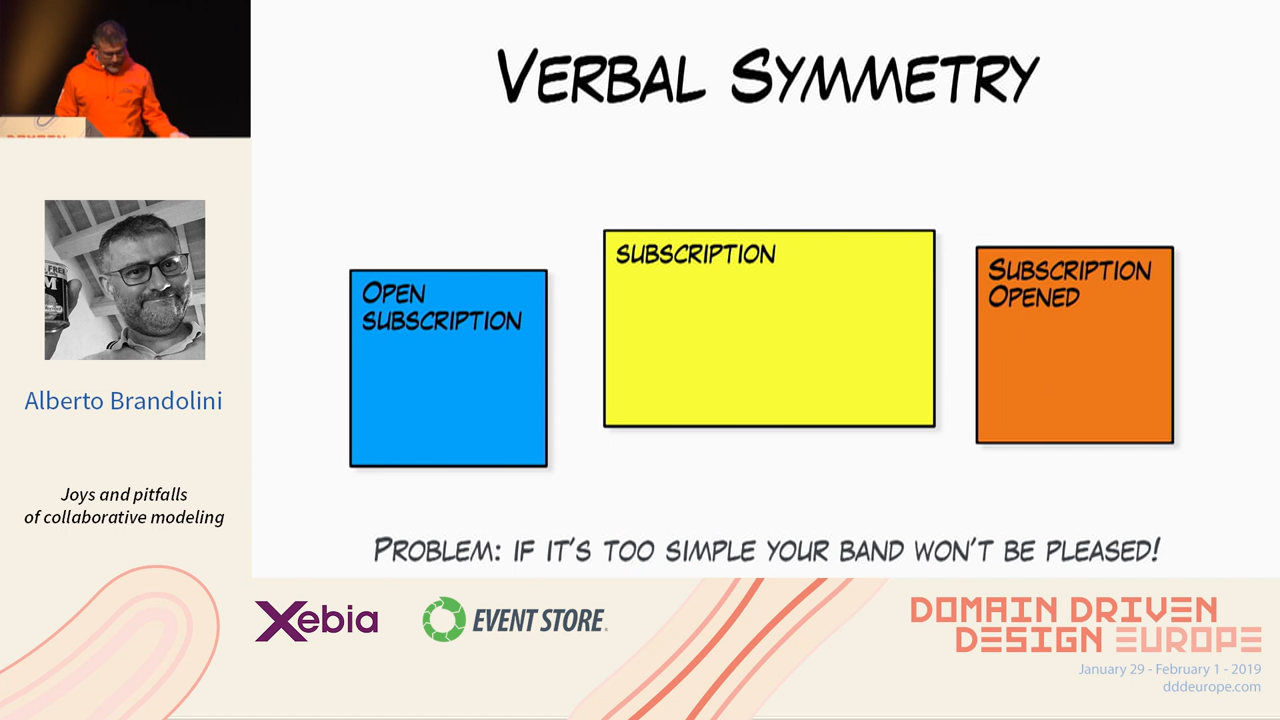 VERBAL SYMMETRY
OPEN
SUBSCRIPTION
SUBSCRIPTION
SUBSCRIPTION
OPENED
PROBLEM: IF IT'S TOO SIMPLE YOUR BAND WON'T BE PLEASED!
Alberto Brandolini
Joys and pitfalls
of collaborative modeling
Xebia
EVENT STORE
DOMAIN DRIVEN
DESIGN EUROPE
January 29 - February 1 - 2019
dddeurope.com